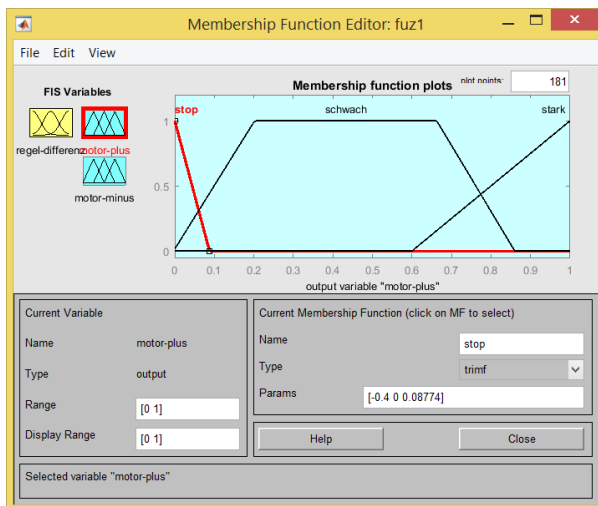 Membership Function Editor: fuz1
File Edit View
FIS Variables
regel-differenz
motor-plus
motor-minus
Membership function plots
plot points:
181
stop
schwach
stark
1
0.5
0
0 0.1 0.2 0.3 0.4 0.5 0.6 0.7 0.8 0.9 1
output variable "motor-plus"
Current Variable
Name motor-plus
Type output
Range [0 1]
Display Range [0 1]
Current Membership Function (click on MF to select)
Name stop
Type trimf
Params [-0.4 0 0.08774]
Help Close
Selected variable "motor-plus"